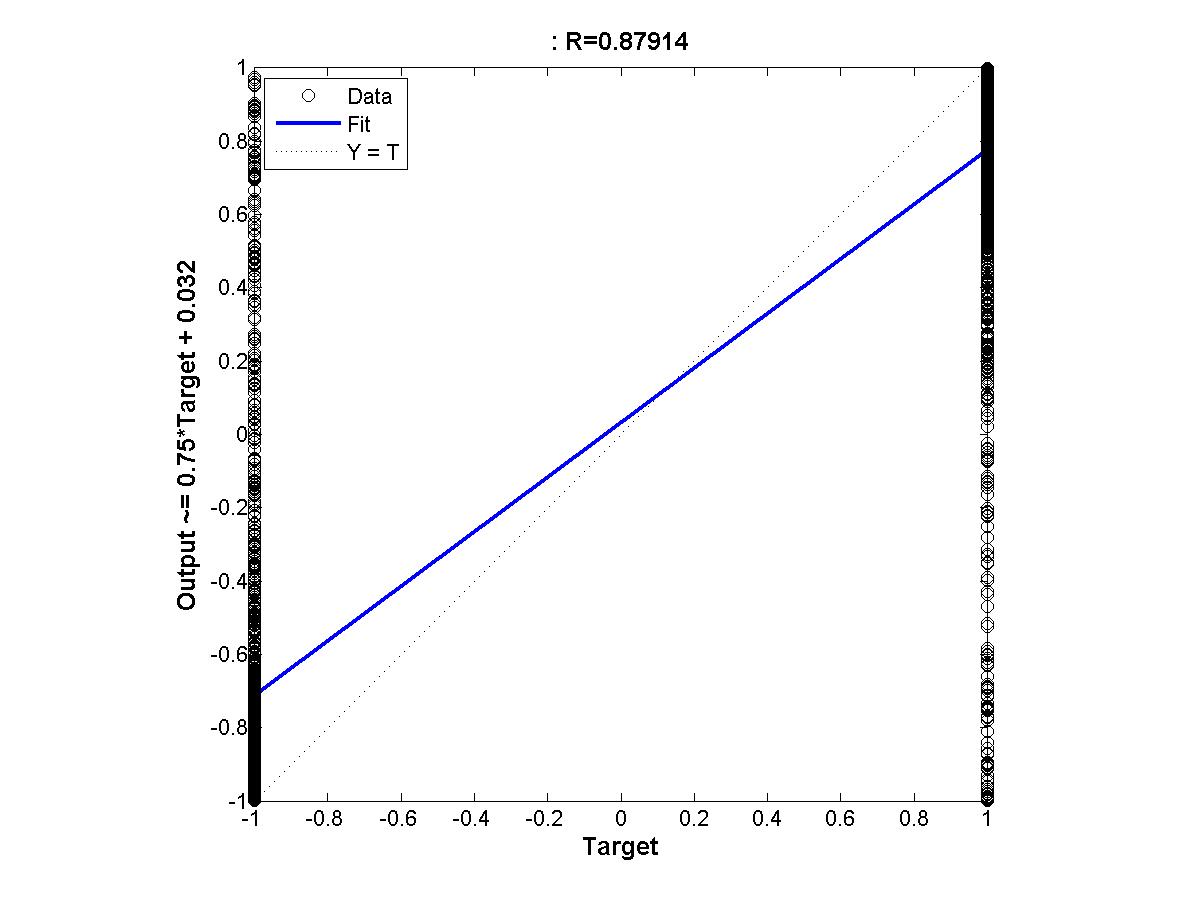 : R=0.87914
Data
Fit
Y = T
1
0.8
0.6
0.4
0.2
0
-0.2
-0.4
-0.6
-0.8
-1
Output ~= 0.75*Target + 0.032
-1 -0.8 -0.6 -0.4 -0.2 0 0.2 0.4 0.6 0.8 1
Target